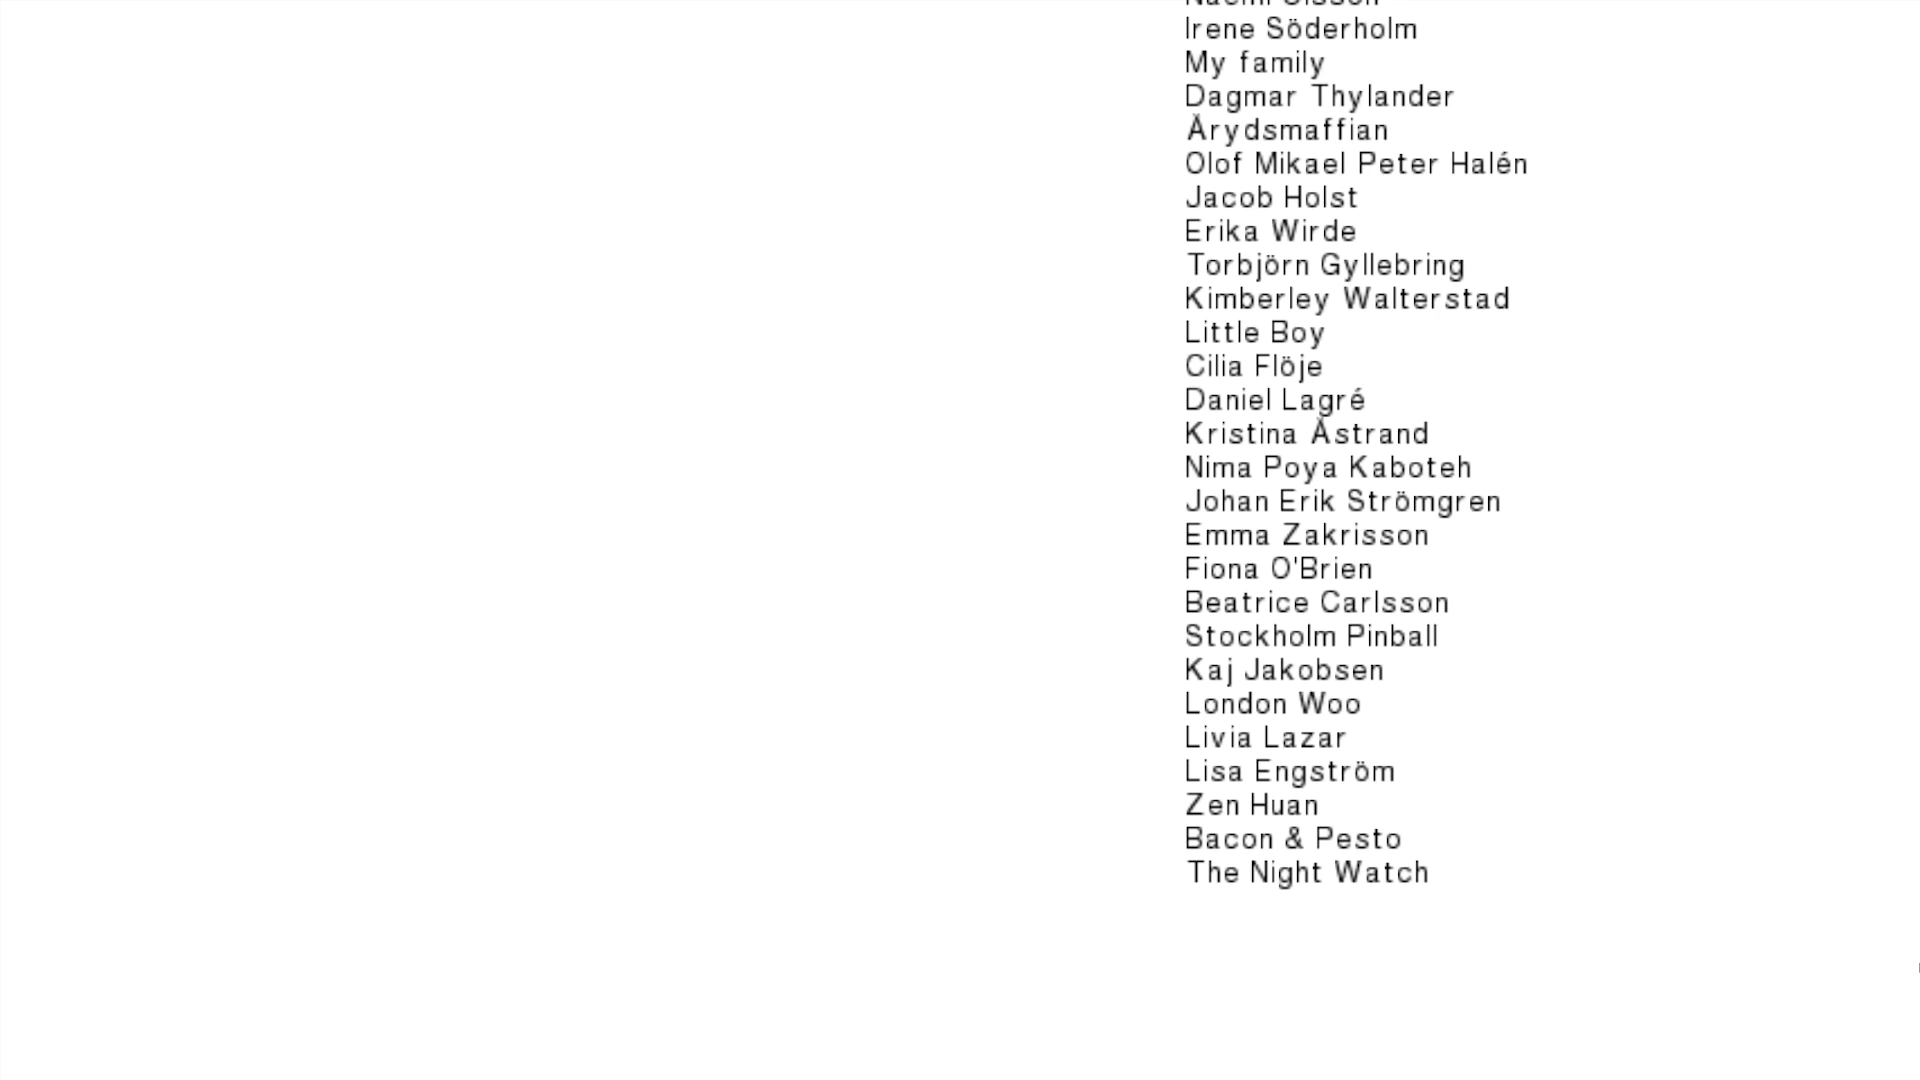 Irene Söderholm
My family
Dagmar Thylander
Årydsmaffian
Olof Mikael Peter Halén
Jacob Holst
Erika Wirde
Torbjörn Gyllebring
Kimberley Walterstad
Little Boy
Cilia Flöje
Daniel Lagré
Kristina Åstrand
Nima Poya Kaboteh
Johan Erik Strömgren
Emma Zakrisson
Fiona O'Brien
Beatrice Carlsson
Stockholm Pinball
Kaj Jakobsen
London Woo
Livia Lazar
Lisa Engström
Zen Huan
Bacon & Pesto
The Night Watch